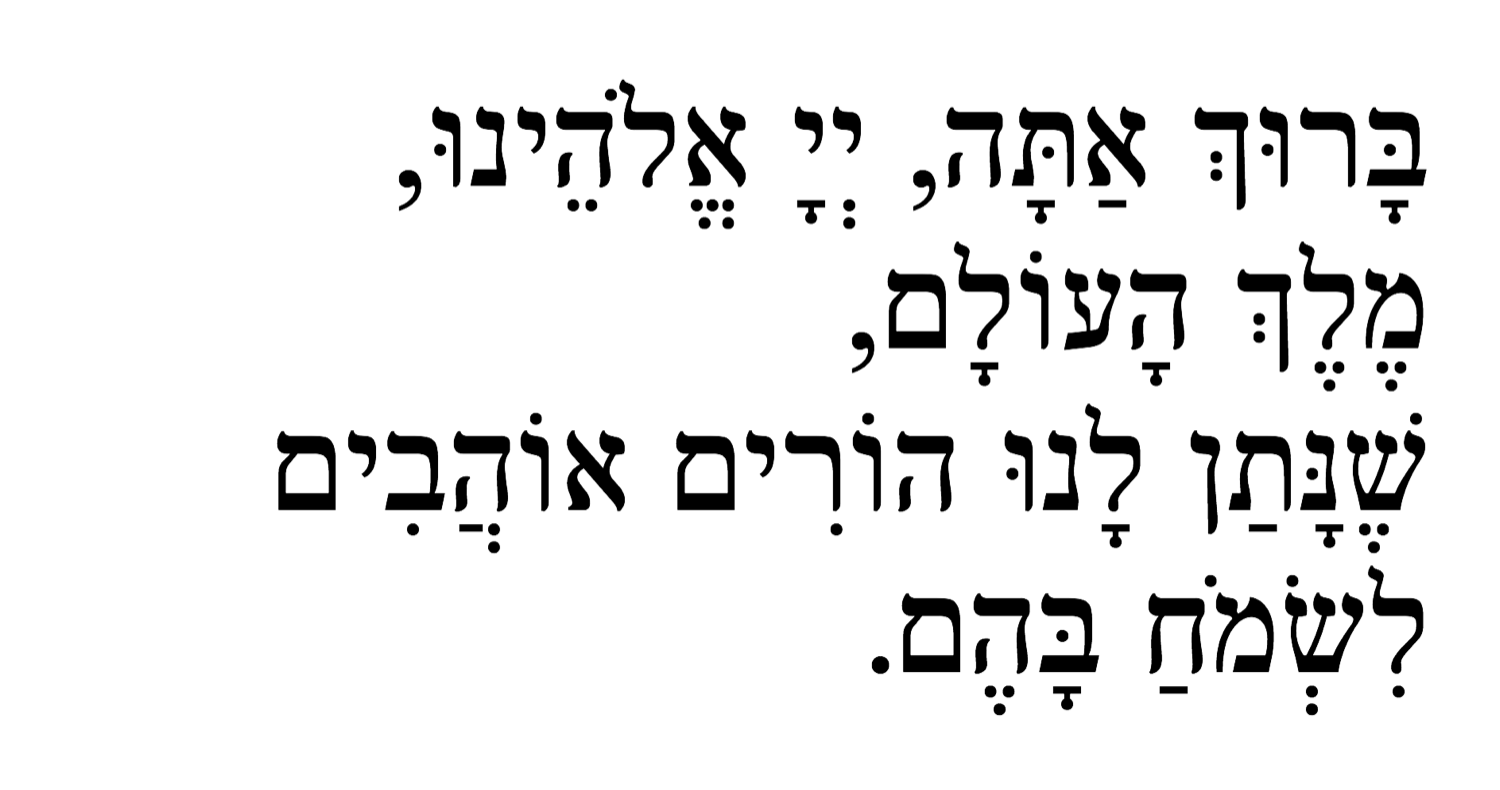 בָּרוּךְ אַתָּה, יְיָ אֱלֹהֵינוּ,
מֶלֶךְ הָעוֹלָם,
שֶׁנָּתַן לָנוּ הוֹרִים אוֹהֲבִים
לִשְׂמֹחַ בָּהֶם.